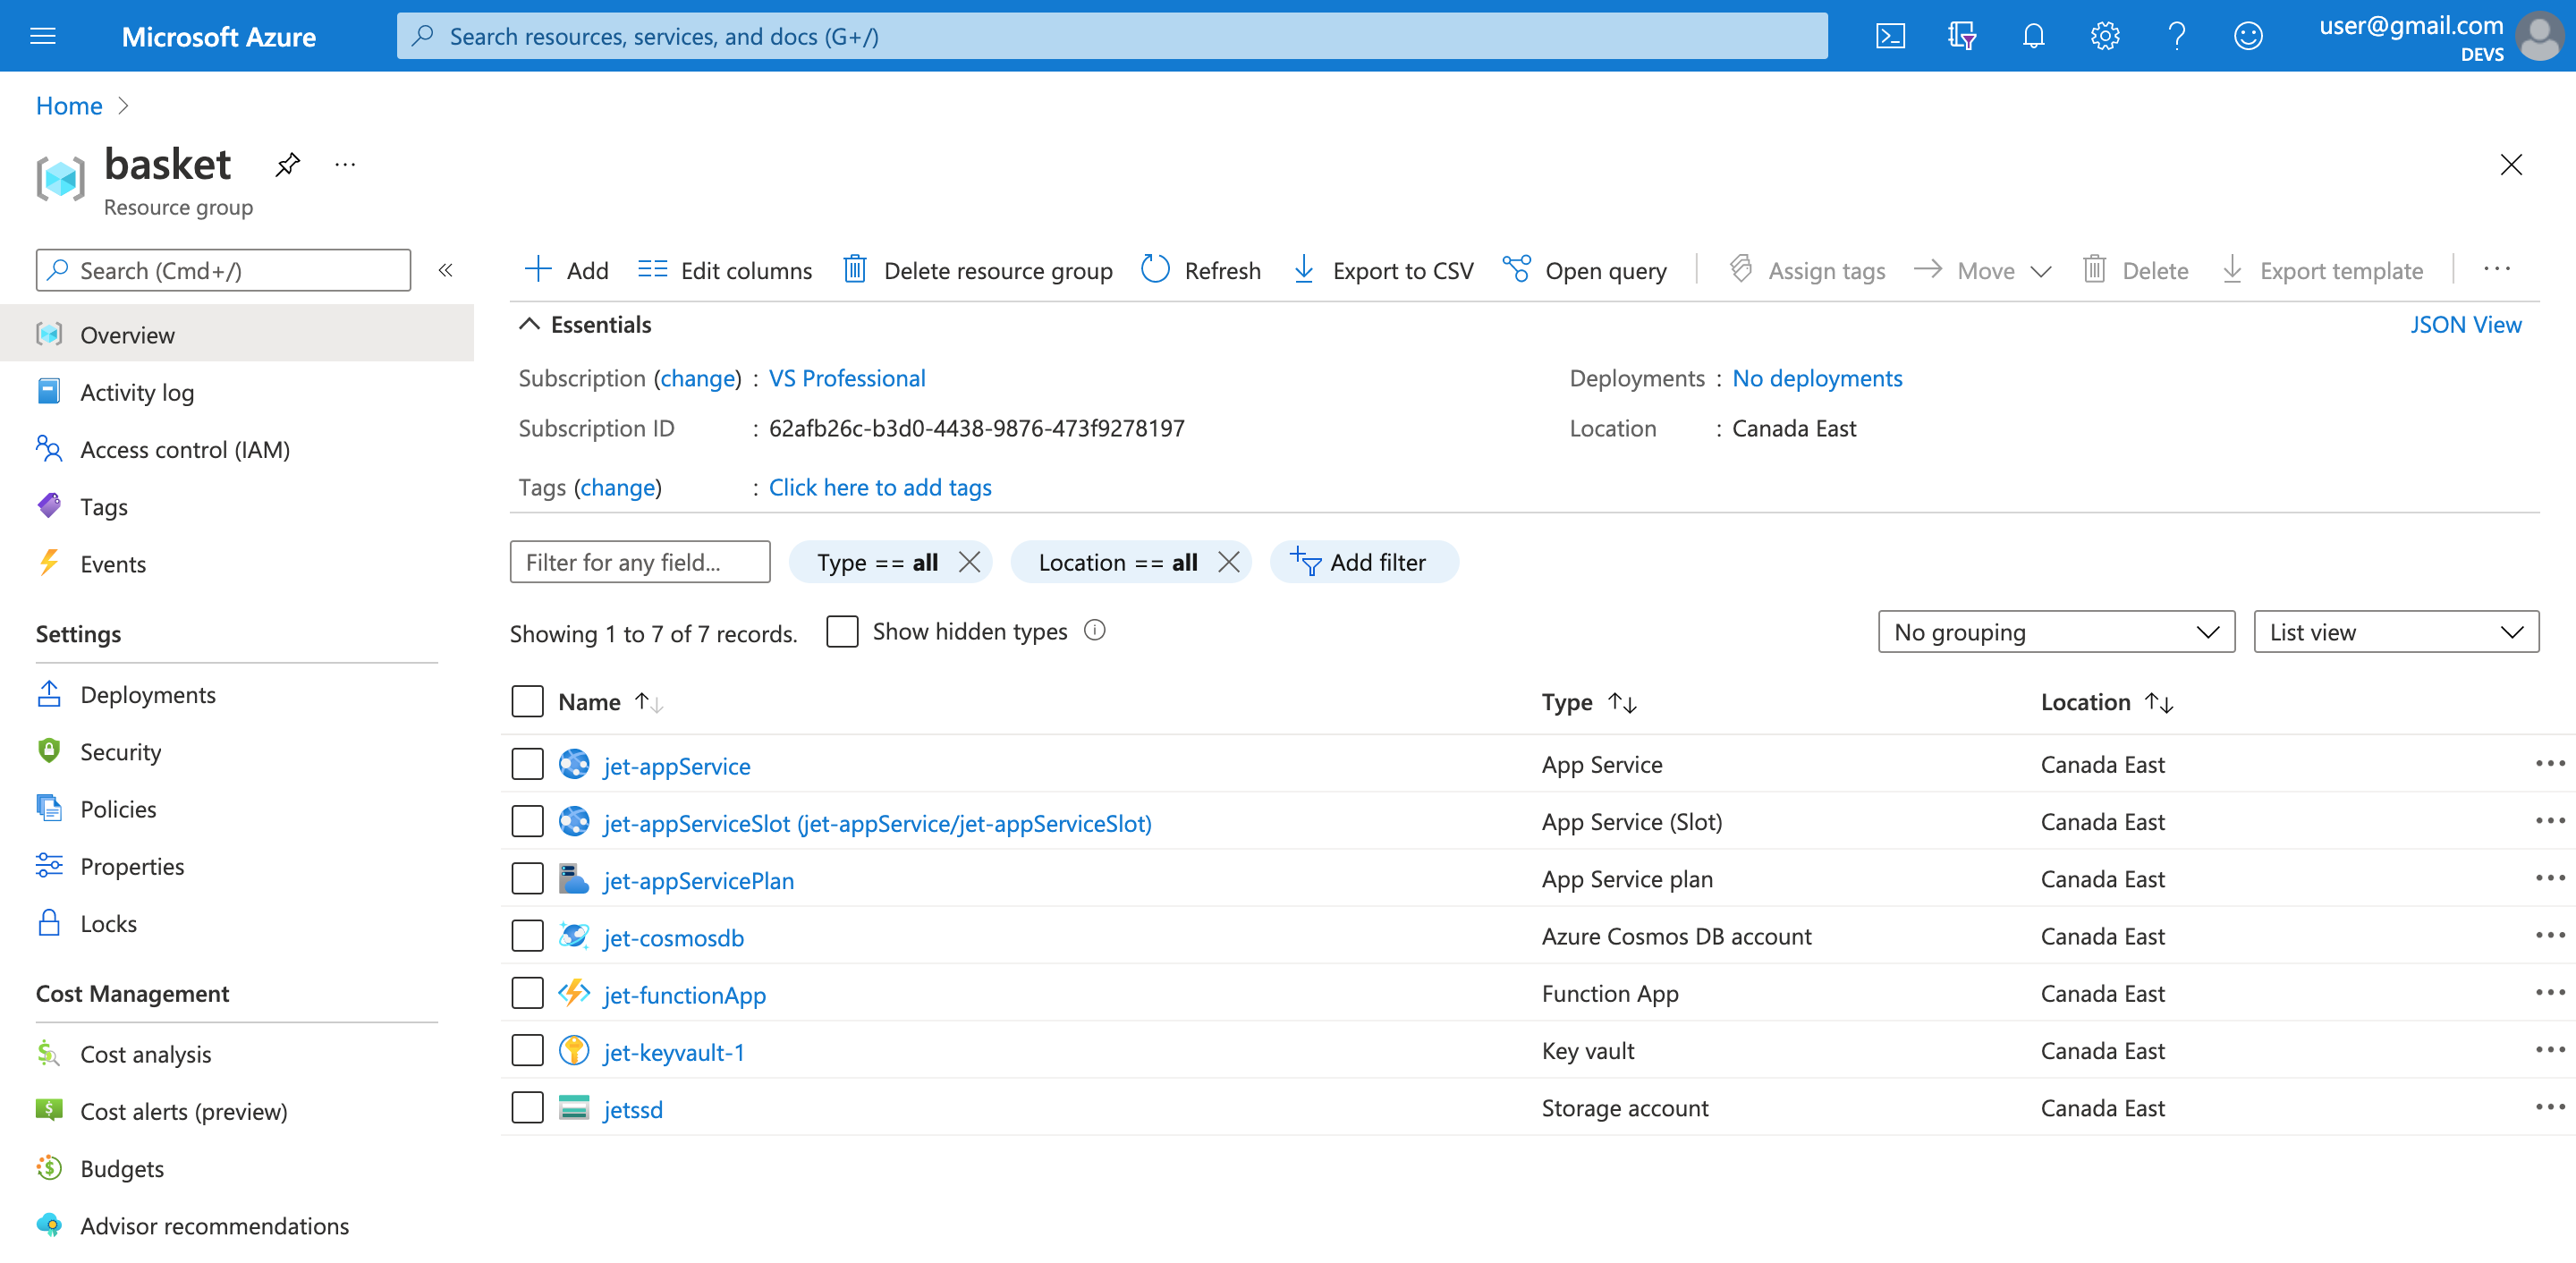 Microsoft Azure
Search resources, services, and docs (G+/)
user@gmail.com
DEVS
Home
basket
Resource group
Search (Cmd+/)
Overview
Activity log
Access control (IAM)
Tags
Events
Settings
Deployments
Security
Policies
Properties
Locks
Cost Management
Cost analysis
Cost alerts (preview)
Budgets
Advisor recommendations
Add Edit columns Delete resource group Refresh Export to CSV Open query Assign tags Move Delete Export template
Essentials JSON View
Subscription (change) : VS Professional Deployments : No deployments
Subscription ID : 62afb26c-b3d0-4438-9876-473f9278197 Location : Canada East
Tags (change) : Click here to add tags
Filter for any field... Type == all Location == all Add filter
Showing 1 to 7 of 7 records. Show hidden types No grouping List view
Name Type Location
jet-appService App Service Canada East
jet-appServiceSlot (jet-appService/jet-appServiceSlot) App Service (Slot) Canada East
jet-appServicePlan App Service plan Canada East
jet-cosmosdb Azure Cosmos DB account Canada East
jet-functionApp Function App Canada East
jet-keyvault-1 Key vault Canada East
jetssd Storage account Canada East